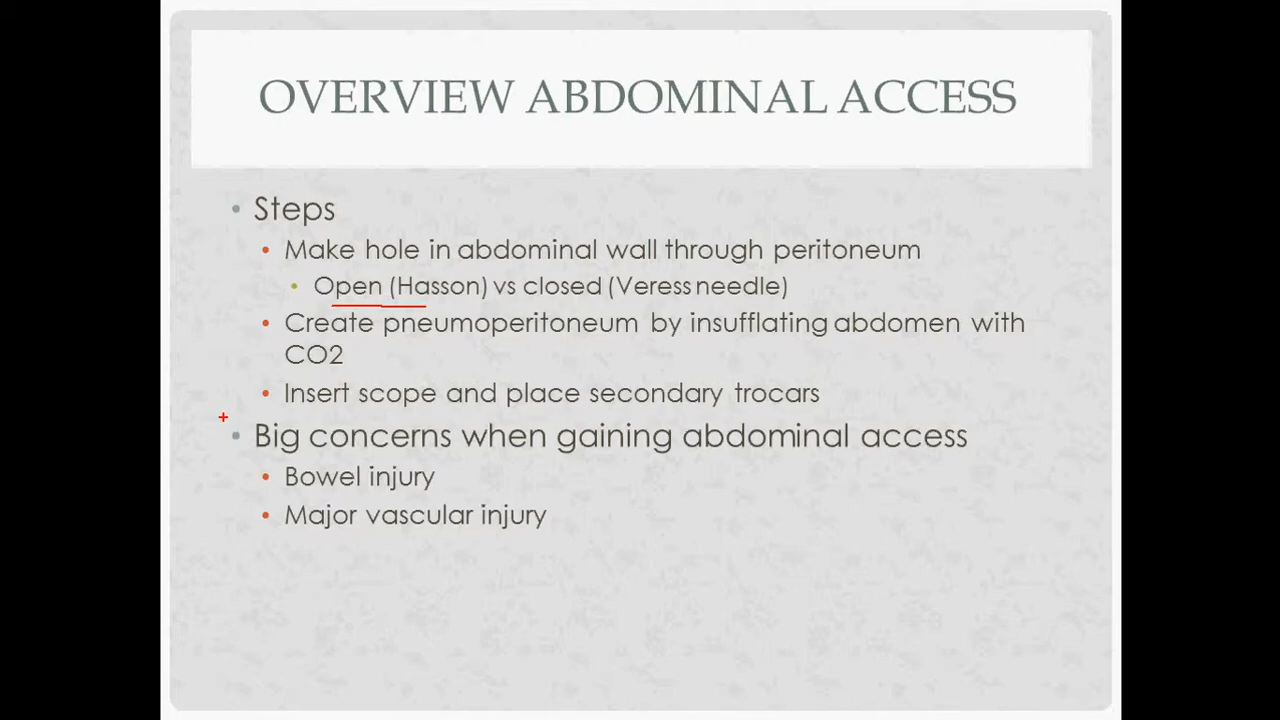 OVERVIEW ABDOMINAL ACCESS
• Steps
• Make hole in abdominal wall through peritoneum
• Open (Hasson) vs closed (Veress needle)
• Create pneumoperitoneum by insufflating abdomen with
CO2
• Insert scope and place secondary trocars
• Big concerns when gaining abdominal access
• Bowel injury
• Major vascular injury